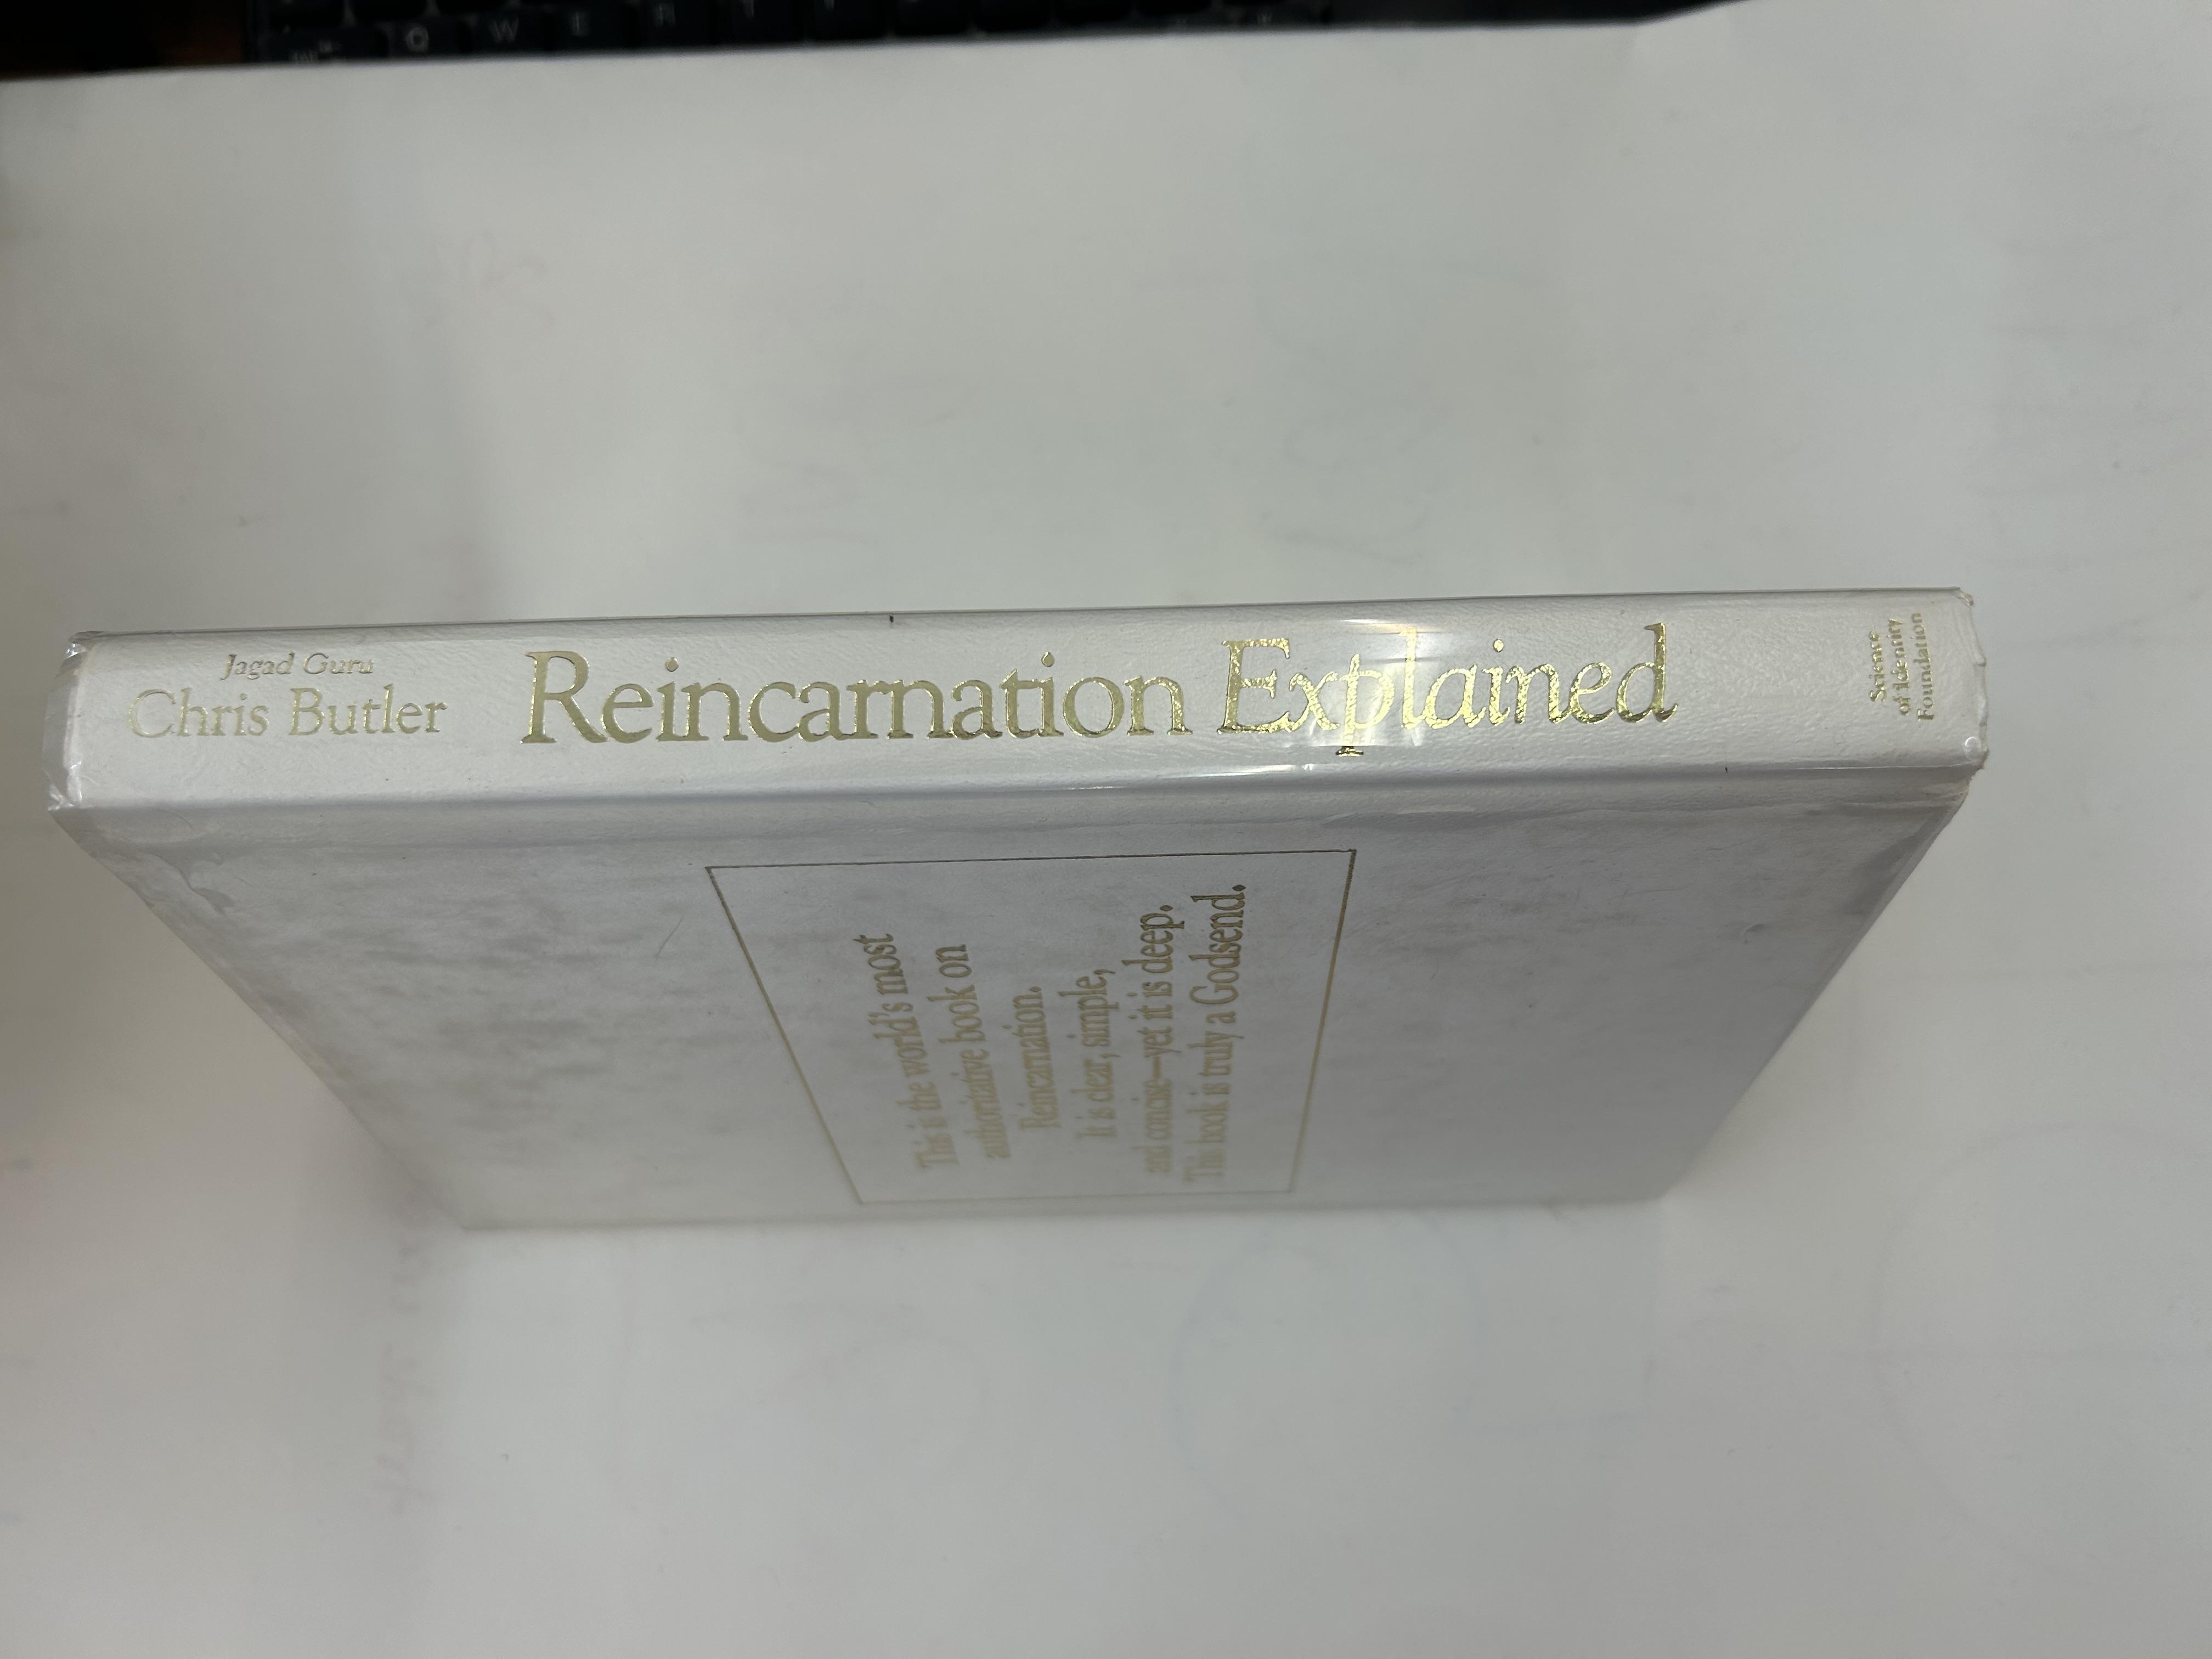 Q W E R T
Jagad Guru
Chris Butler
Reincarnation Explained
Science
of Identity
Foundation
This is the world's most
authoritative book on
Reincarnation.
It is clear, simple,
and concise—yet it is deep.
This book is truly a Godsend.